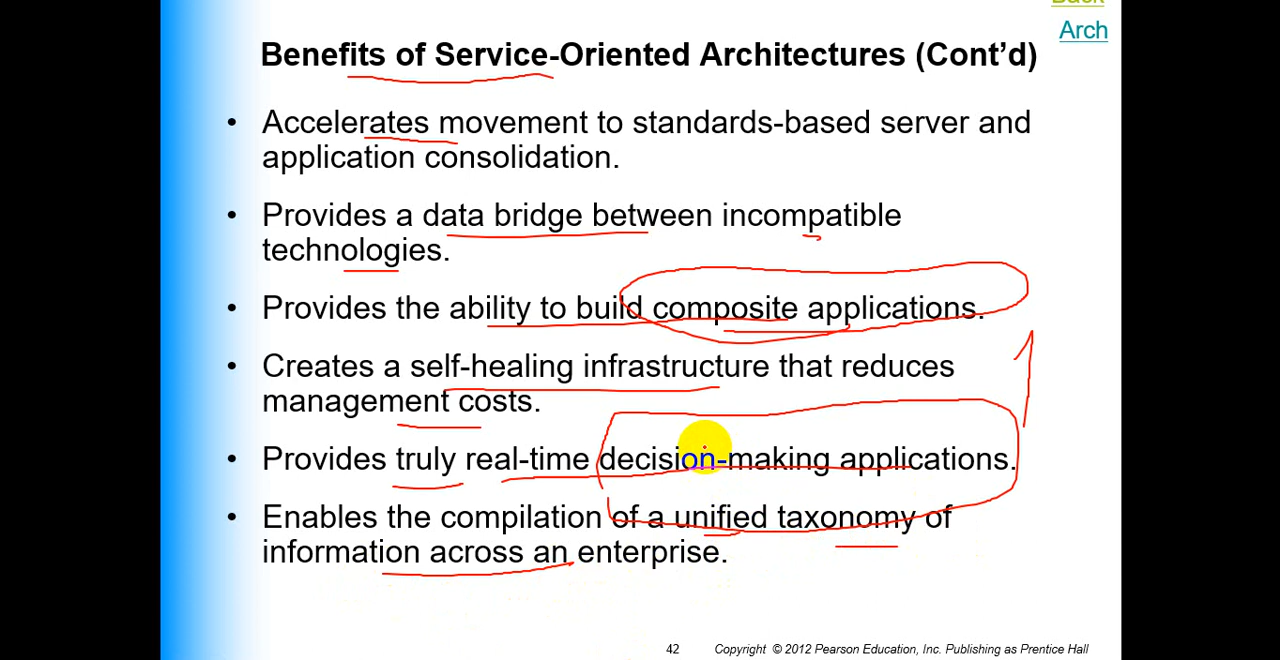 Back
Arch
Benefits of Service-Oriented Architectures (Cont’d)
• Accelerates movement to standards-based server and
application consolidation.
• Provides a data bridge between incompatible
technologies.
• Provides the ability to build composite applications.
• Creates a self-healing infrastructure that reduces
management costs.
• Provides truly real-time decision-making applications.
• Enables the compilation of a unified taxonomy of
information across an enterprise.
42 Copyright © 2012 Pearson Education, Inc. Publishing as Prentice Hall